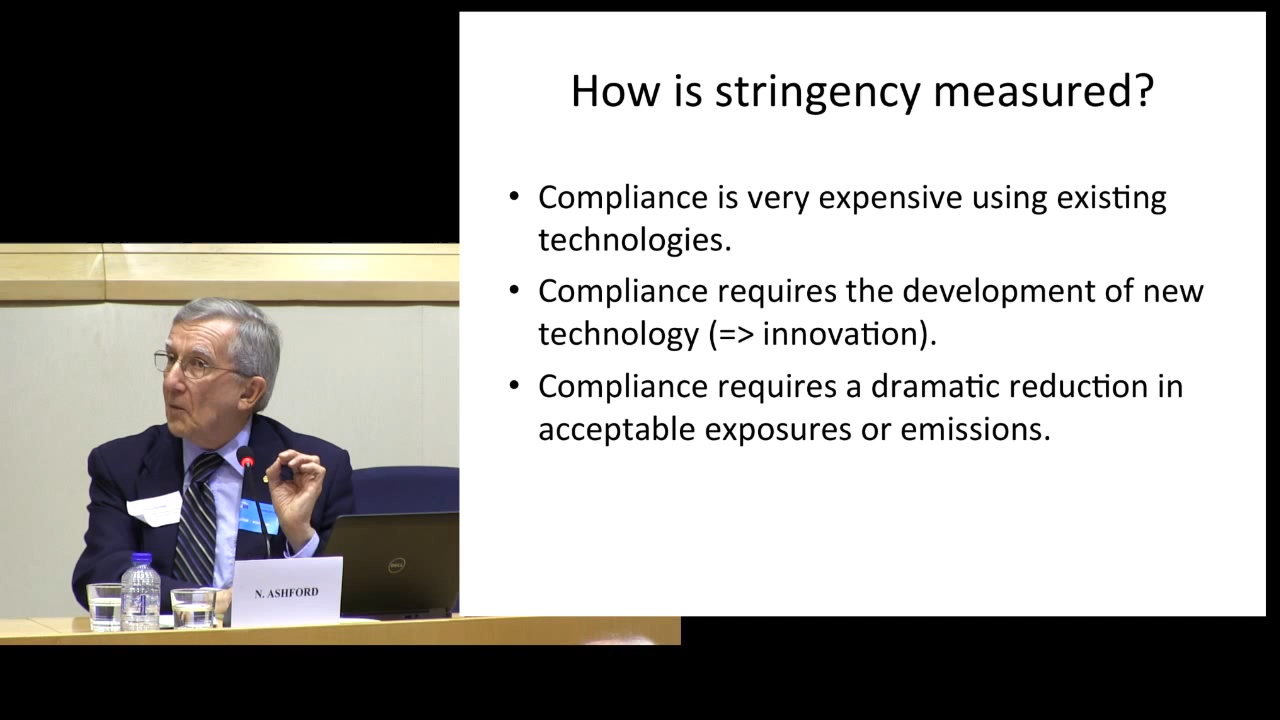 How is stringency measured?
• Compliance is very expensive using existing
technologies.
• Compliance requires the development of new
technology (=> innovation).
• Compliance requires a dramatic reduction in
acceptable exposures or emissions.
N. ASHFORD
DELL